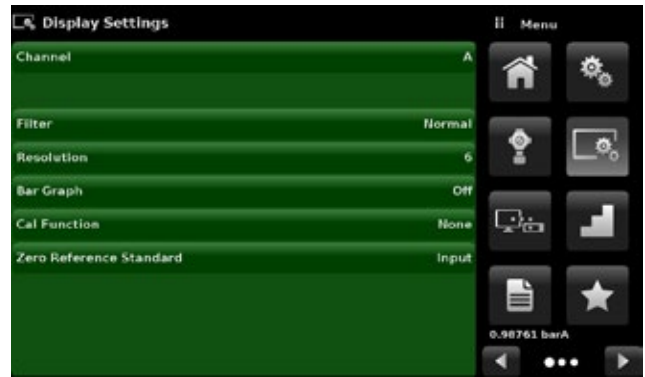 Display Settings
Menu
Channel A
Filter Normal
Resolution 6
Bar Graph Off
Cal Function None
Zero Reference Standard Input
0.98761 barA